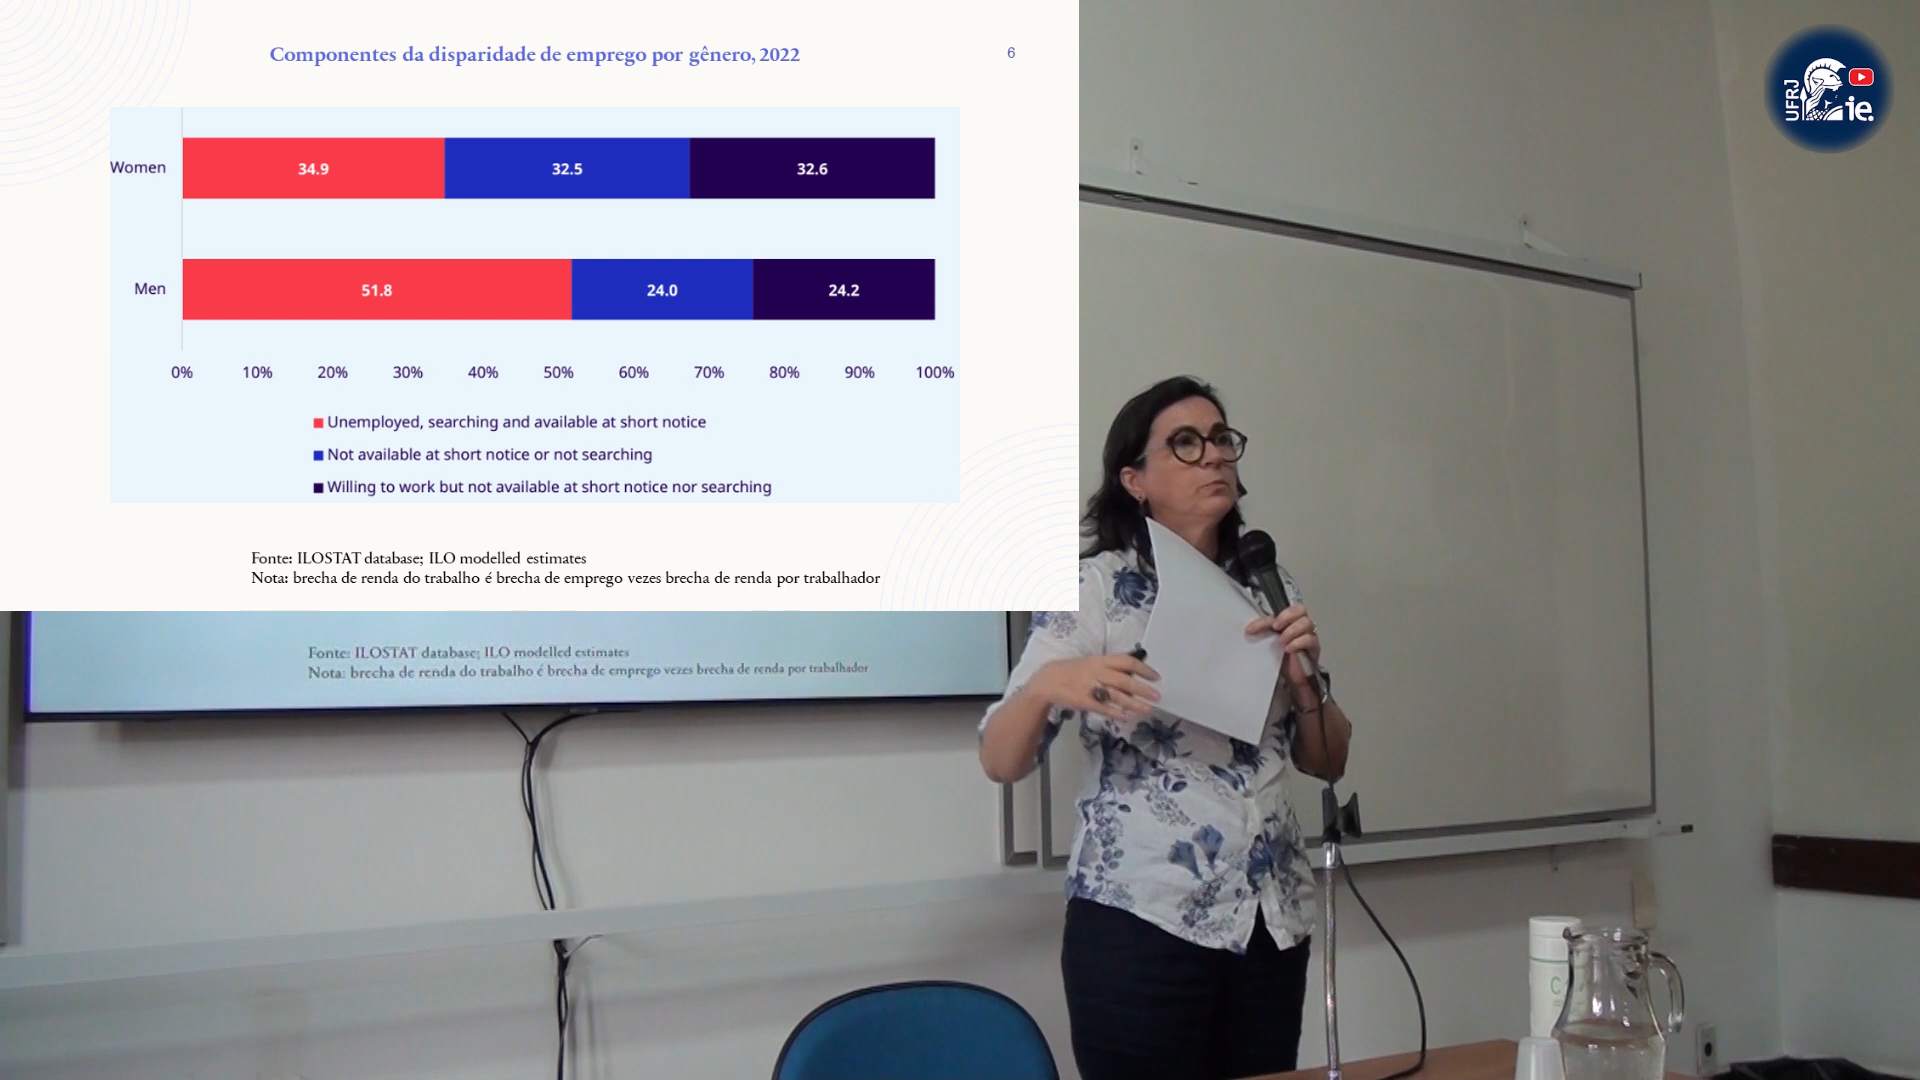 Componentes da disparidade de emprego por gênero, 2022
6
Women
34.9
32.5
32.6
Men
51.8
24.0
24.2
0% 10% 20% 30% 40% 50% 60% 70% 80% 90% 100%
Unemployed, searching and available at short notice
Not available at short notice or not searching
Willing to work but not available at short notice nor searching
Fonte: ILOSTAT database; ILO modelled estimates
Nota: brecha de renda do trabalho é brecha de emprego vezes brecha de renda por trabalhador
Fonte: ILOSTAT database; ILO modelled estimates
Nota: brecha de renda do trabalho é brecha de emprego vezes brecha de renda por trabalhador
UFRJ
ie.